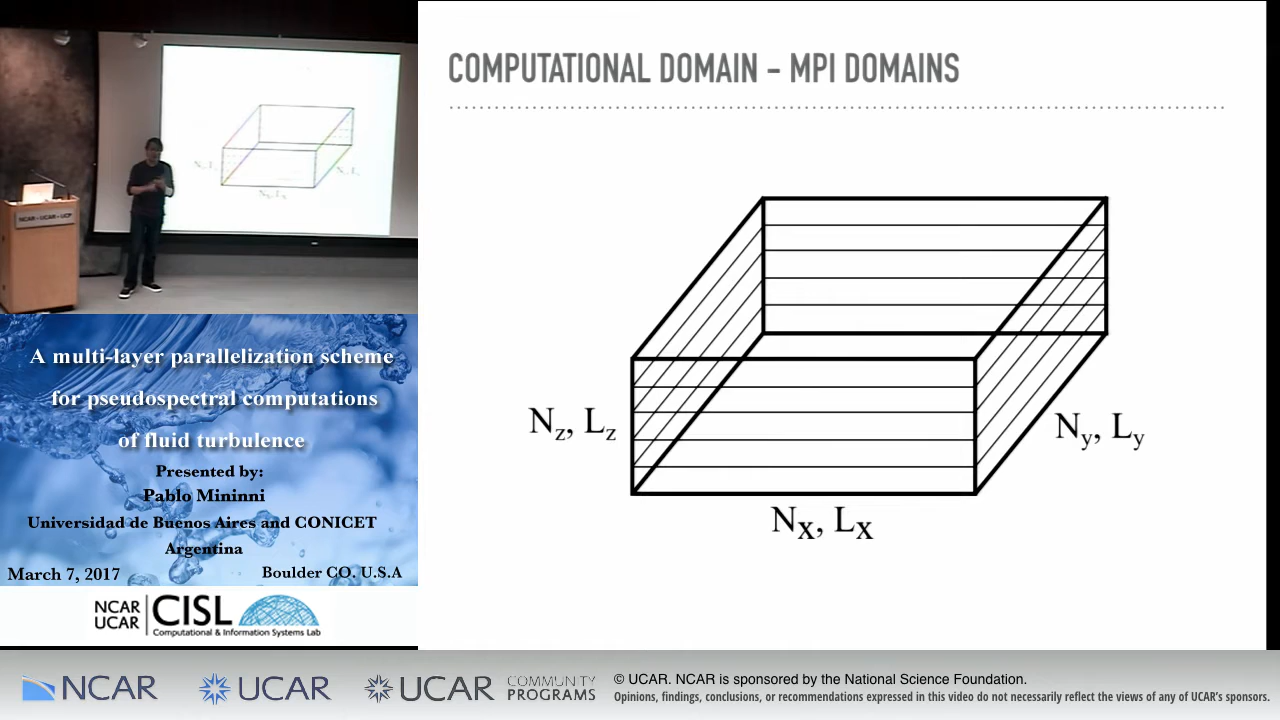 COMPUTATIONAL DOMAIN - MPI DOMAINS
Nz, Lz
Ny, Ly
Nx, Lx
NCAR - UCAR - UCP
A multi-layer parallelization scheme
for pseudospectral computations
of fluid turbulence
Presented by:
Pablo Mininni
Universidad de Buenos Aires and CONICET
Argentina
March 7, 2017
Boulder CO. U.S.A
NCAR
UCAR
CISL
Computational & Information Systems Lab
NCAR
UCAR
UCAR
COMMUNITY
PROGRAMS
© UCAR. NCAR is sponsored by the National Science Foundation.
Opinions, findings, conclusions, or recommendations expressed in this video do not necessarily reflect the views of any of UCAR's sponsors.